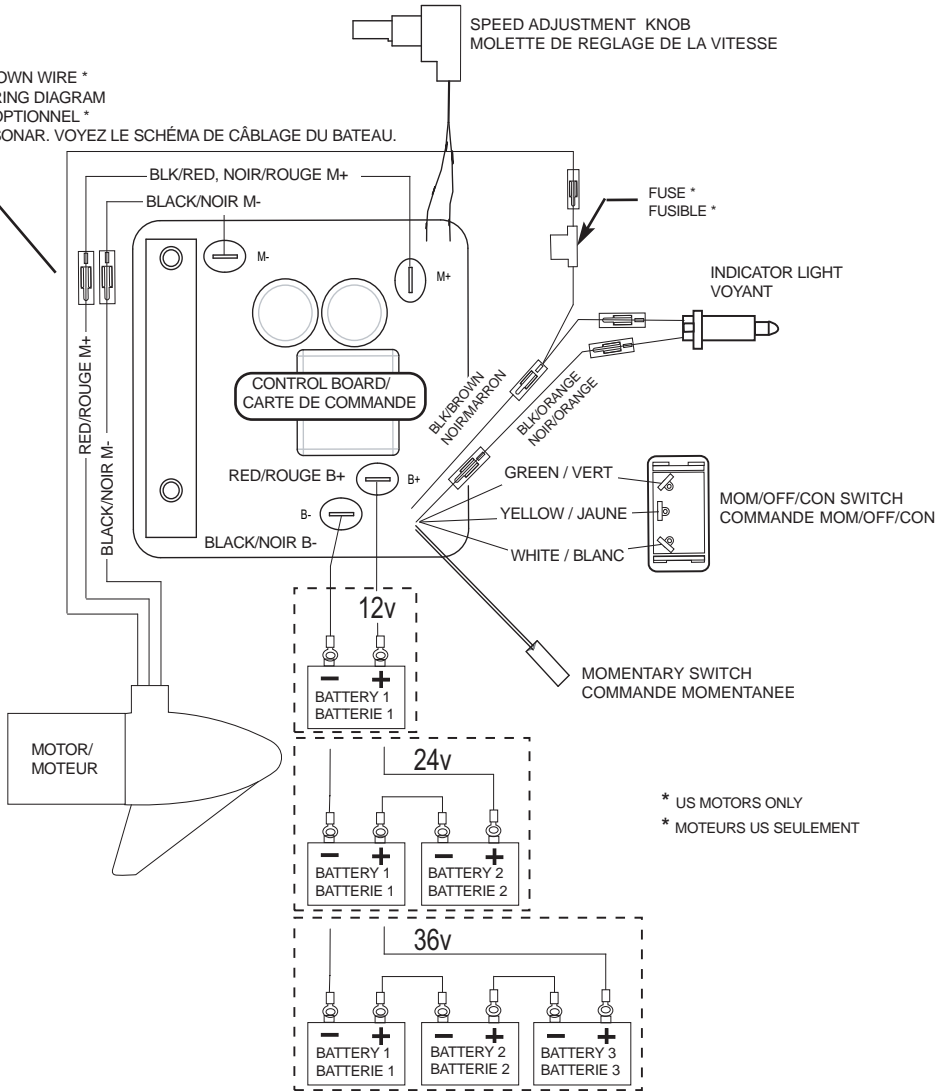 SPEED ADJUSTMENT KNOB
MOLETTE DE REGLAGE DE LA VITESSE
WIRE *
DIAGRAM
OPTIONNEL *
SONAR. VOYEZ LE SCHÉMA DE CÂBLAGE DU BATEAU.
BLK/RED, NOIR/ROUGE M+
BLACK/NOIR M-
FUSE *
FUSIBLE *
M-
M+
INDICATOR LIGHT
VOYANT
RED/ROUGE M+
BLACK/NOIR M-
CONTROL BOARD/
CARTE DE COMMANDE
BLK/BROWN
NOIR/MARRON
BLK/ORANGE
NOIR/ORANGE
RED/ROUGE B+
B+
B-
BLACK/NOIR B-
GREEN / VERT
YELLOW / JAUNE
WHITE / BLANC
MOM/OFF/CON SWITCH
COMMANDE MOM/OFF/CON
12v
BATTERY 1
BATTERIE 1
MOMENTARY SWITCH
COMMANDE MOMENTANEE
MOTOR/
MOTEUR
24v
BATTERY 1
BATTERIE 1
BATTERY 2
BATTERIE 2
* US MOTORS ONLY
* MOTEURS US SEULEMENT
36v
BATTERY 1
BATTERIE 1
BATTERY 2
BATTERIE 2
BATTERY 3
BATTERIE 3